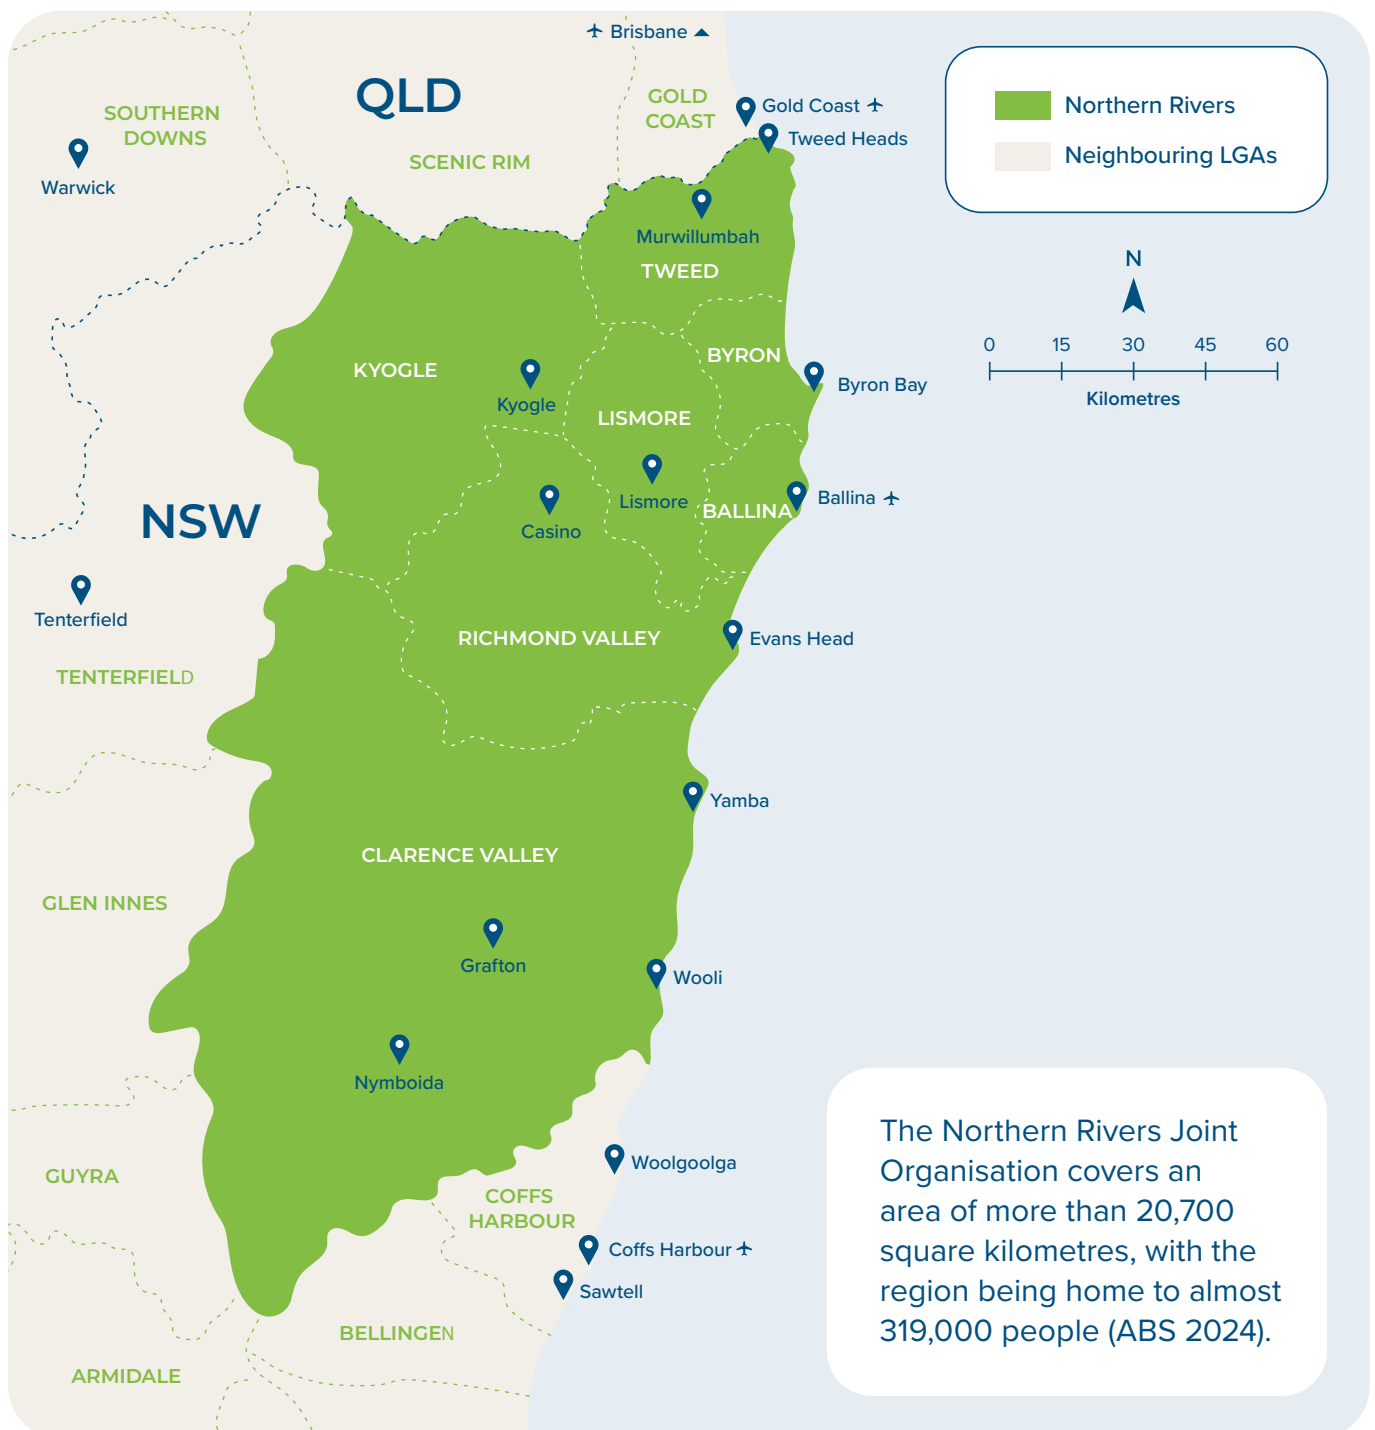 Brisbane
QLD
SOUTHERN
DOWNS
GOLD
COAST
Gold Coast
Tweed Heads
SCENIC RIM
Warwick
Northern Rivers
Neighbouring LGAs
Murwillumbah
TWEED
N
0 15 30 45 60
Kilometres
BYRON
KYOGLE
Kyogle
Byron Bay
LISMORE
Lismore
Casino
BALLINA
Ballina
NSW
Tenterfield
TENTERFIELD
RICHMOND VALLEY
Evans Head
Yamba
CLARENCE VALLEY
GLEN INNES
Grafton
Wooli
Nymboida
GUYRA
Woolgoolga
COFFS
HARBOUR
Coffs Harbour
Sawtell
BELLINGEN
ARMIDALE
The Northern Rivers Joint
Organisation covers an
area of more than 20,700
square kilometres, with the
region being home to almost
319,000 people (ABS 2024).